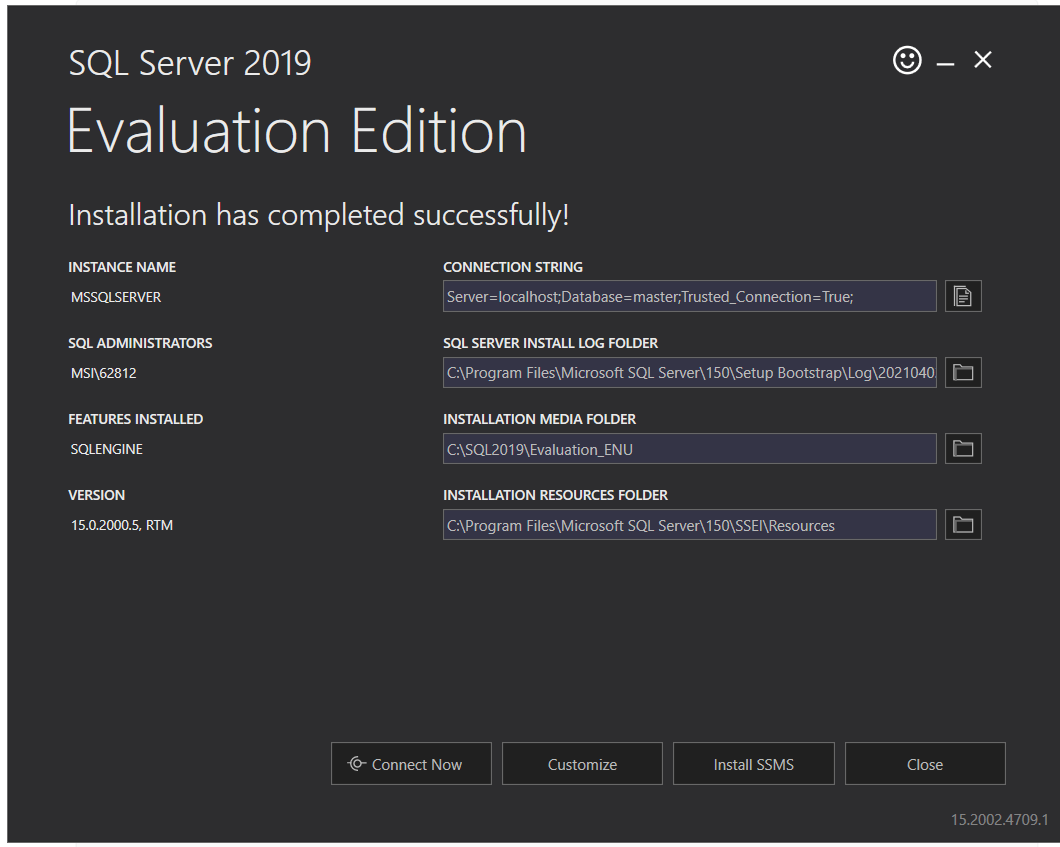 SQL Server 2019
Evaluation Edition
Installation has completed successfully!
INSTANCE NAME
MSSQLSERVER
CONNECTION STRING
Server=localhost;Database=master;Trusted_Connection=True;
SQL ADMINISTRATORS
MSI\62812
SQL SERVER INSTALL LOG FOLDER
C:\Program Files\Microsoft SQL Server\150\Setup Bootstrap\Log\2021040
FEATURES INSTALLED
SQLENGINE
INSTALLATION MEDIA FOLDER
C:\SQL2019\Evaluation_ENU
VERSION
15.0.2000.5, RTM
INSTALLATION RESOURCES FOLDER
C:\Program Files\Microsoft SQL Server\150\SSEI\Resources
Connect Now
Customize
Install SSMS
Close
15.2002.4709.1